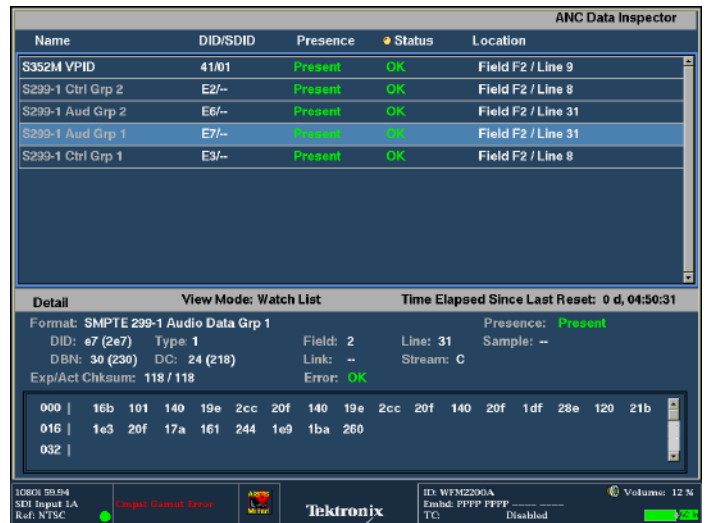 ANC Data Inspector
Name DID/SDID Presence Status Location
S352M VPID 41/01 Present OK Field F2 / Line 9
S299-1 Ctrl Grp 2 E2/-- Present OK Field F2 / Line 8
S299-1 Aud Grp 2 E6/-- Present OK Field F2 / Line 31
S299-1 Aud Grp 1 E7/-- Present OK Field F2 / Line 31
S299-1 Ctrl Grp 1 E3/-- Present OK Field F2 / Line 8
Detail View Mode: Watch List Time Elapsed Since Last Reset: 0 d, 04:50:31
Format: SMPTE 299-1 Audio Data Grp 1 Presence: Present
DID: e7 (2e7) Type: 1 Field: 2 Line: 31 Sample: --
DBN: 30 (230) DC: 24 (218) Link: -- Stream: C
Exp/Act Chksum: 118 / 118 Error: OK
000 | 16b 101 140 19e 2cc 20f 140 19e 2cc 20f 140 20f 1df 28e 120 21b
016 | 1e3 20f 17a 161 244 1e9 1ba 260
032 |
1080i 59.94
SDI Input 1A
Ref: NTSC
Cmpst Gamut Error
Tektronix
ID: WFM2200A
Embd: PPPP PPPP ____ ____
TC: Disabled
Volume: 12 %